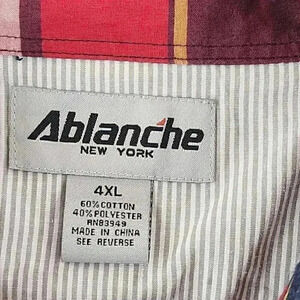 Ablanche
NEW YORK
4XL
60% COTTON
40% POLYESTER
RN83949
MADE IN CHINA
SEE REVERSE